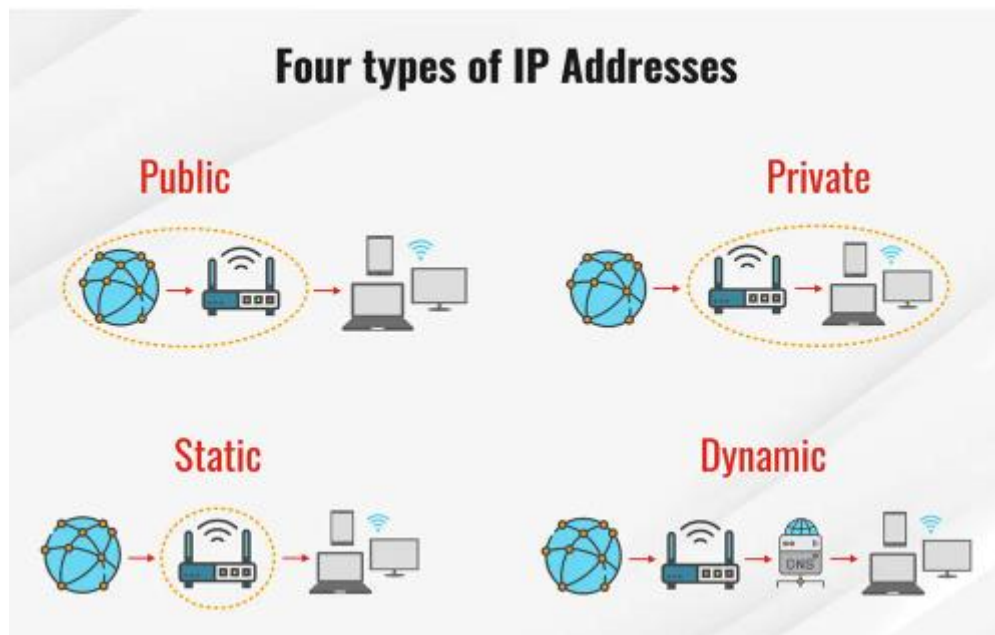 Four types of IP Addresses
Public
Private
Static
Dynamic
DNS